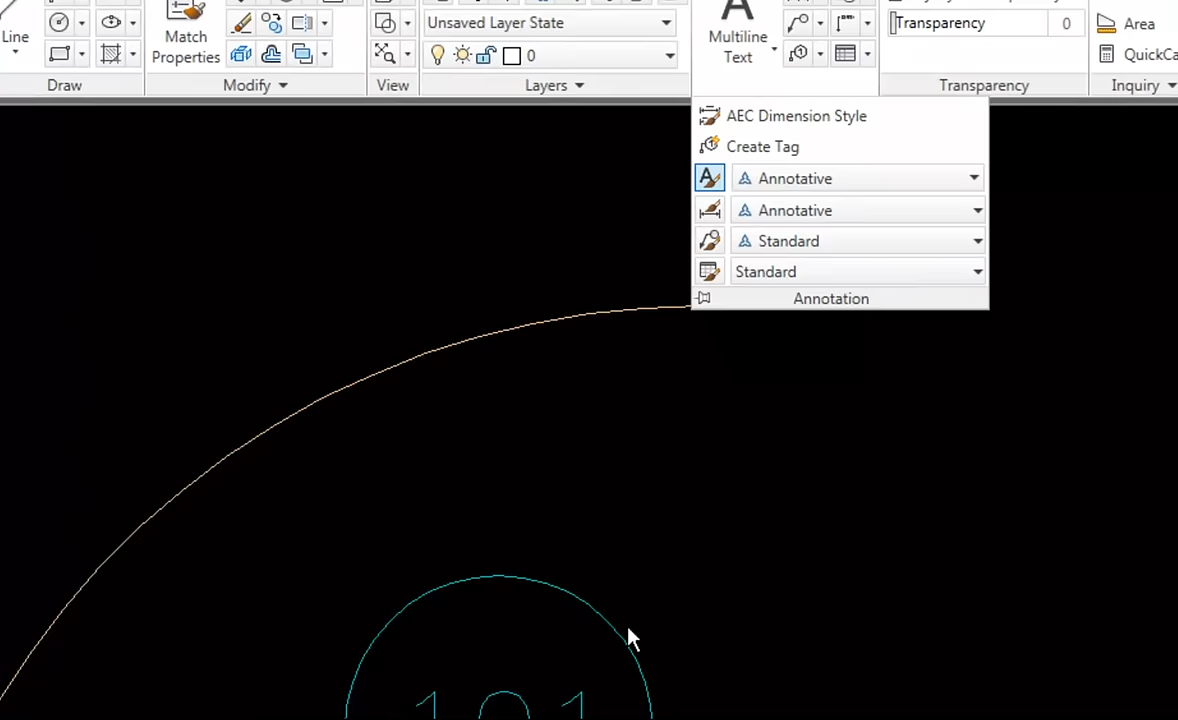 Line
Match
Properties
Unsaved Layer State
0
Multiline
Text
Transparency 0
Area
QuickCa
Draw
Modify
View
Layers
Transparency
Inquiry
AEC Dimension Style
Create Tag
Annotative
Annotative
Standard
Standard
Annotation
101